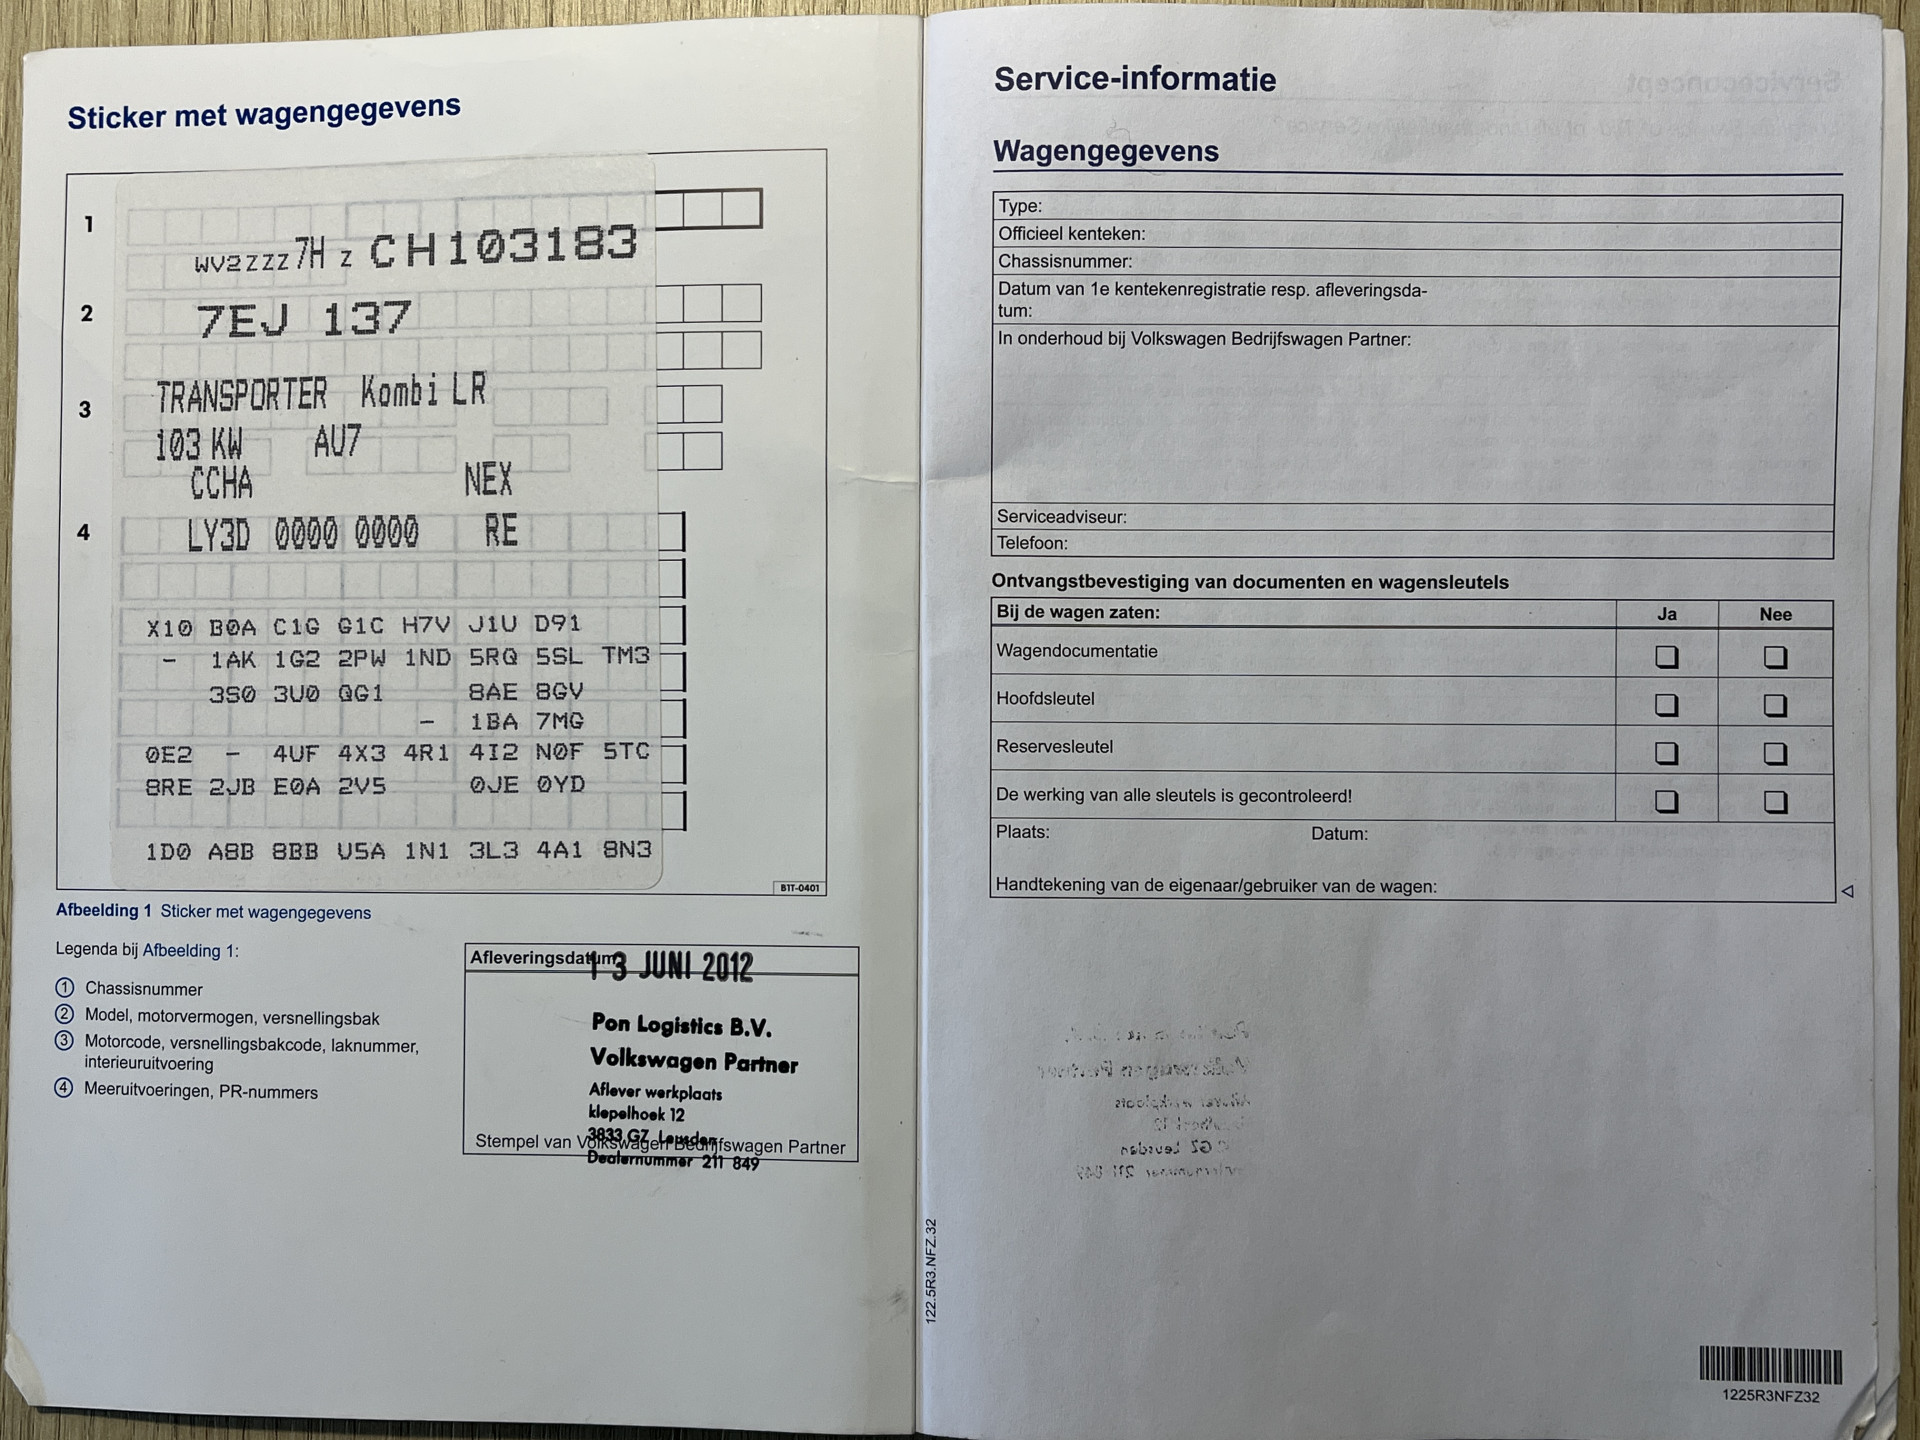 Sticker met wagengegevens
1
WV2ZZZ7H Z CH103183
2
7EJ 137
TRANSPORTER Kombi LR
3
103 KW AU7
CCHA NEX
4
LY3D 0000 0000 RE
X10 B0A C1G G1C H7V J1U D91
- 1AK 1G2 2PW 1ND 5RQ 5SL TM3
3S0 3U0 QG1 8AE 8GV
- 1BA 7MG
0E2 - 4UF 4X3 4R1 4I2 N0F 5TC
8RE 2JB E0A 2V5 0JE 0YD
1D0 A8B 8BB U5A 1N1 3L3 4A1 8N3
B1T-0401
Afbeelding 1 Sticker met wagengegevens
Legenda bij Afbeelding 1:
1 Chassisnummer
2 Model, motorvermogen, versnellingsbak
3 Motorcode, versnellingsbakcode, laknummer,
interieuruitvoering
4 Meeruitvoeringen, PR-nummers
Afleveringsdatum
13 JUNI 2012
Pon Logistics B.V.
Volkswagen Partner
Aflever werkplaats
klepelhoek 12
3833 GZ Leusden
Stempel van Volkswagen Bedrijfswagen Partner
Dealernummer 211 849
Service-informatie
Wagengegevens
Type:
Officieel kenteken:
Chassisnummer:
Datum van 1e kentekenregistratie resp. afleveringsda-
tum:
In onderhoud bij Volkswagen Bedrijfswagen Partner:
Serviceadviseur:
Telefoon:
Ontvangstbevestiging van documenten en wagensleutels
Bij de wagen zaten: Ja Nee
Wagendocumentatie
Hoofdsleutel
Reservesleutel
De werking van alle sleutels is gecontroleerd!
Plaats: Datum:
Handtekening van de eigenaar/gebruiker van de wagen:
122.5R3.NFZ.32
1225R3NFZ32